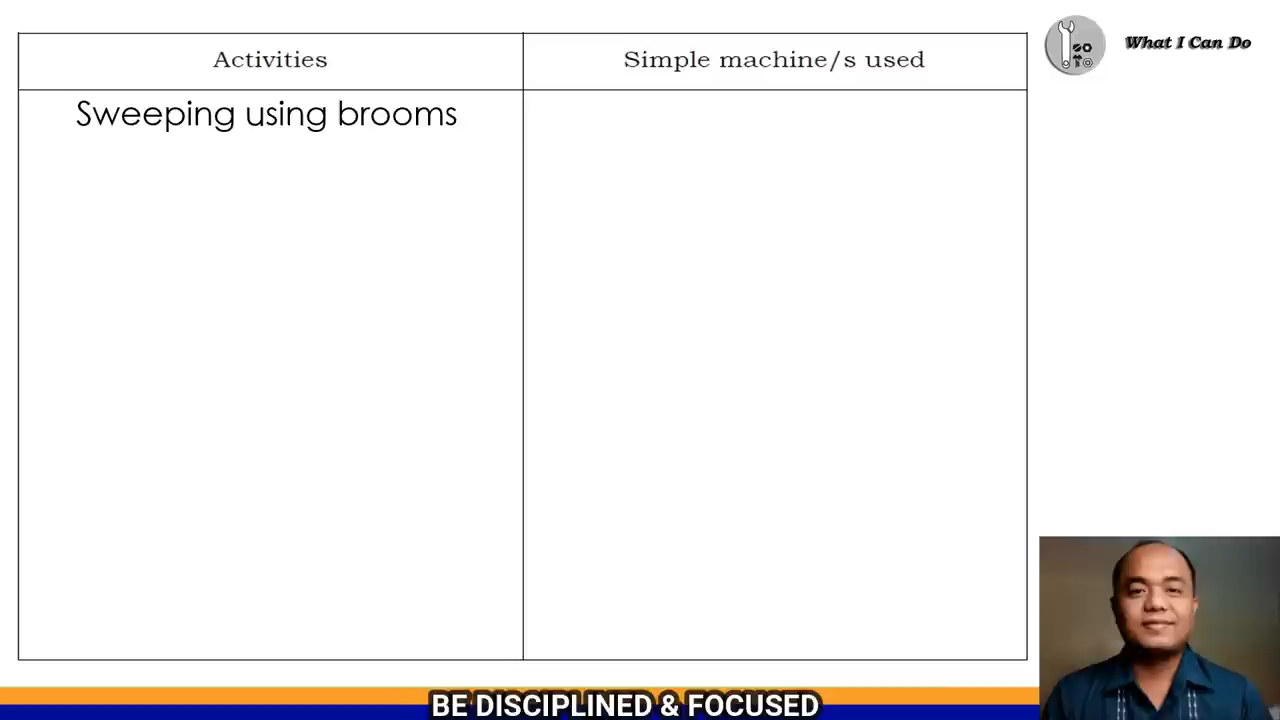 Activities
Simple machine/s used
What I Can Do
Sweeping using brooms
BE DISCIPLINED & FOCUSED